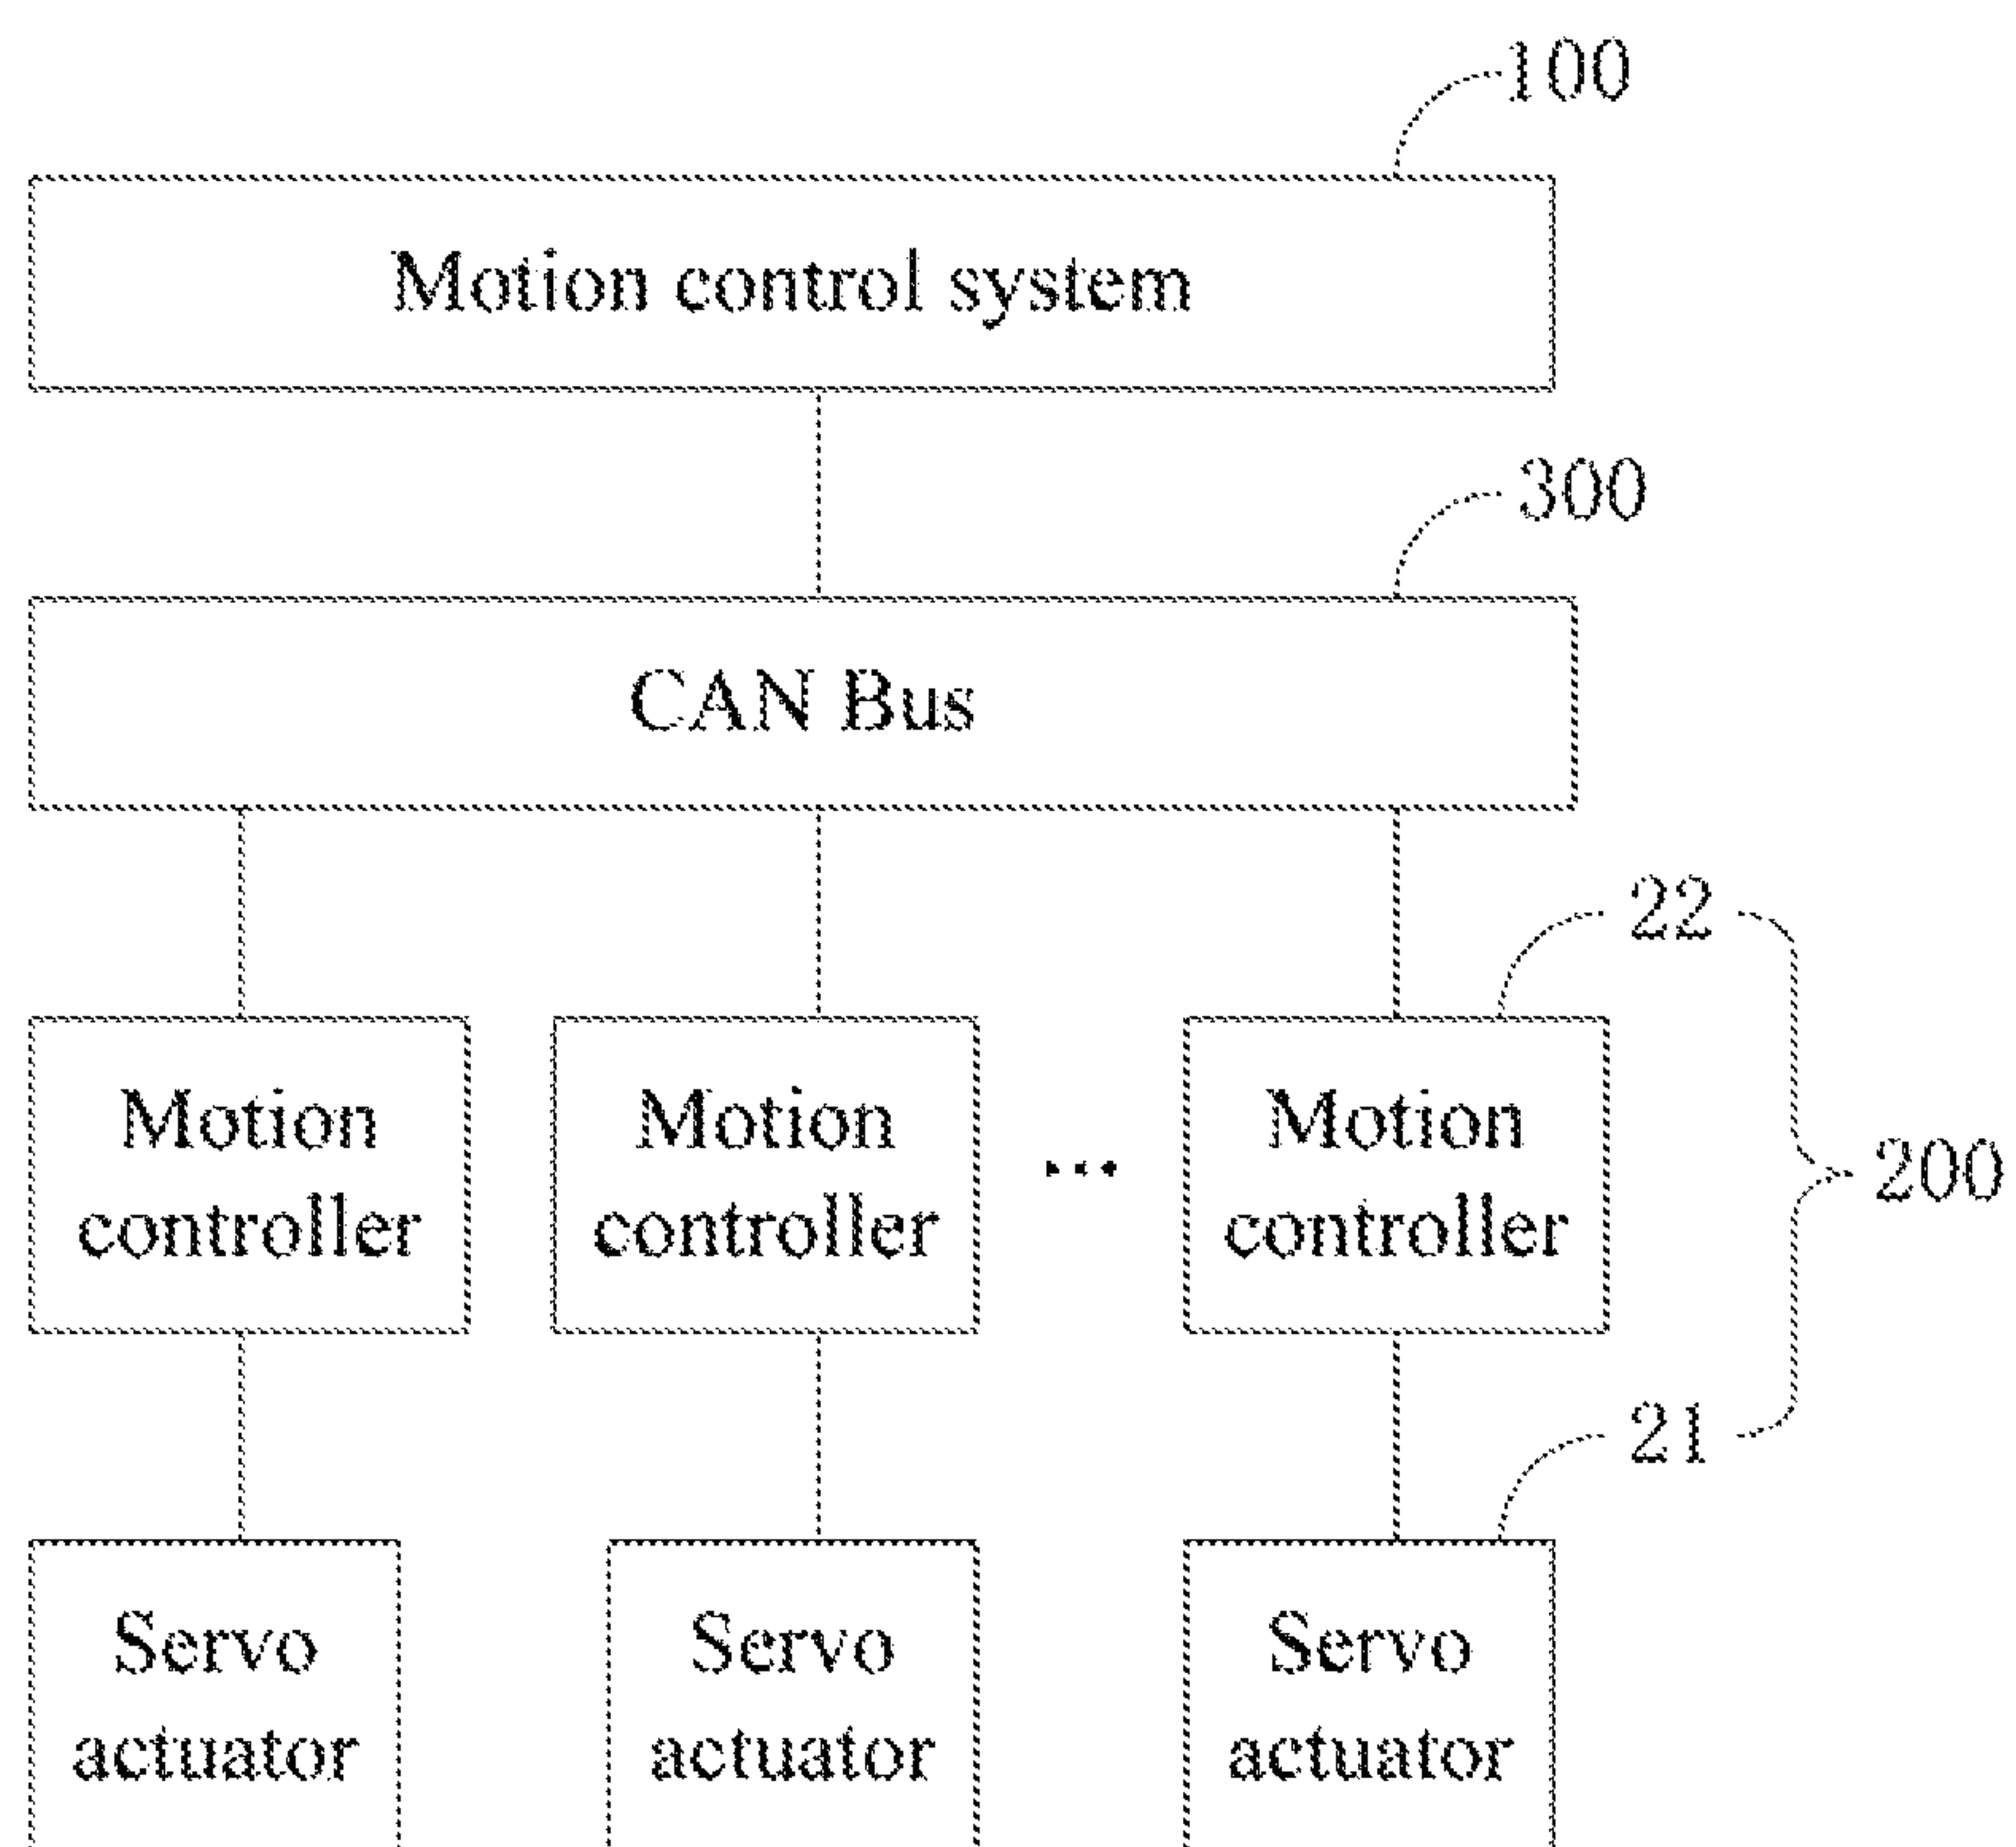 100
Motion control system
300
CAN Bus
22
Motion
controller
Motion
controller
...
Motion
controller
200
21
Servo
actuator
Servo
actuator
Servo
actuator